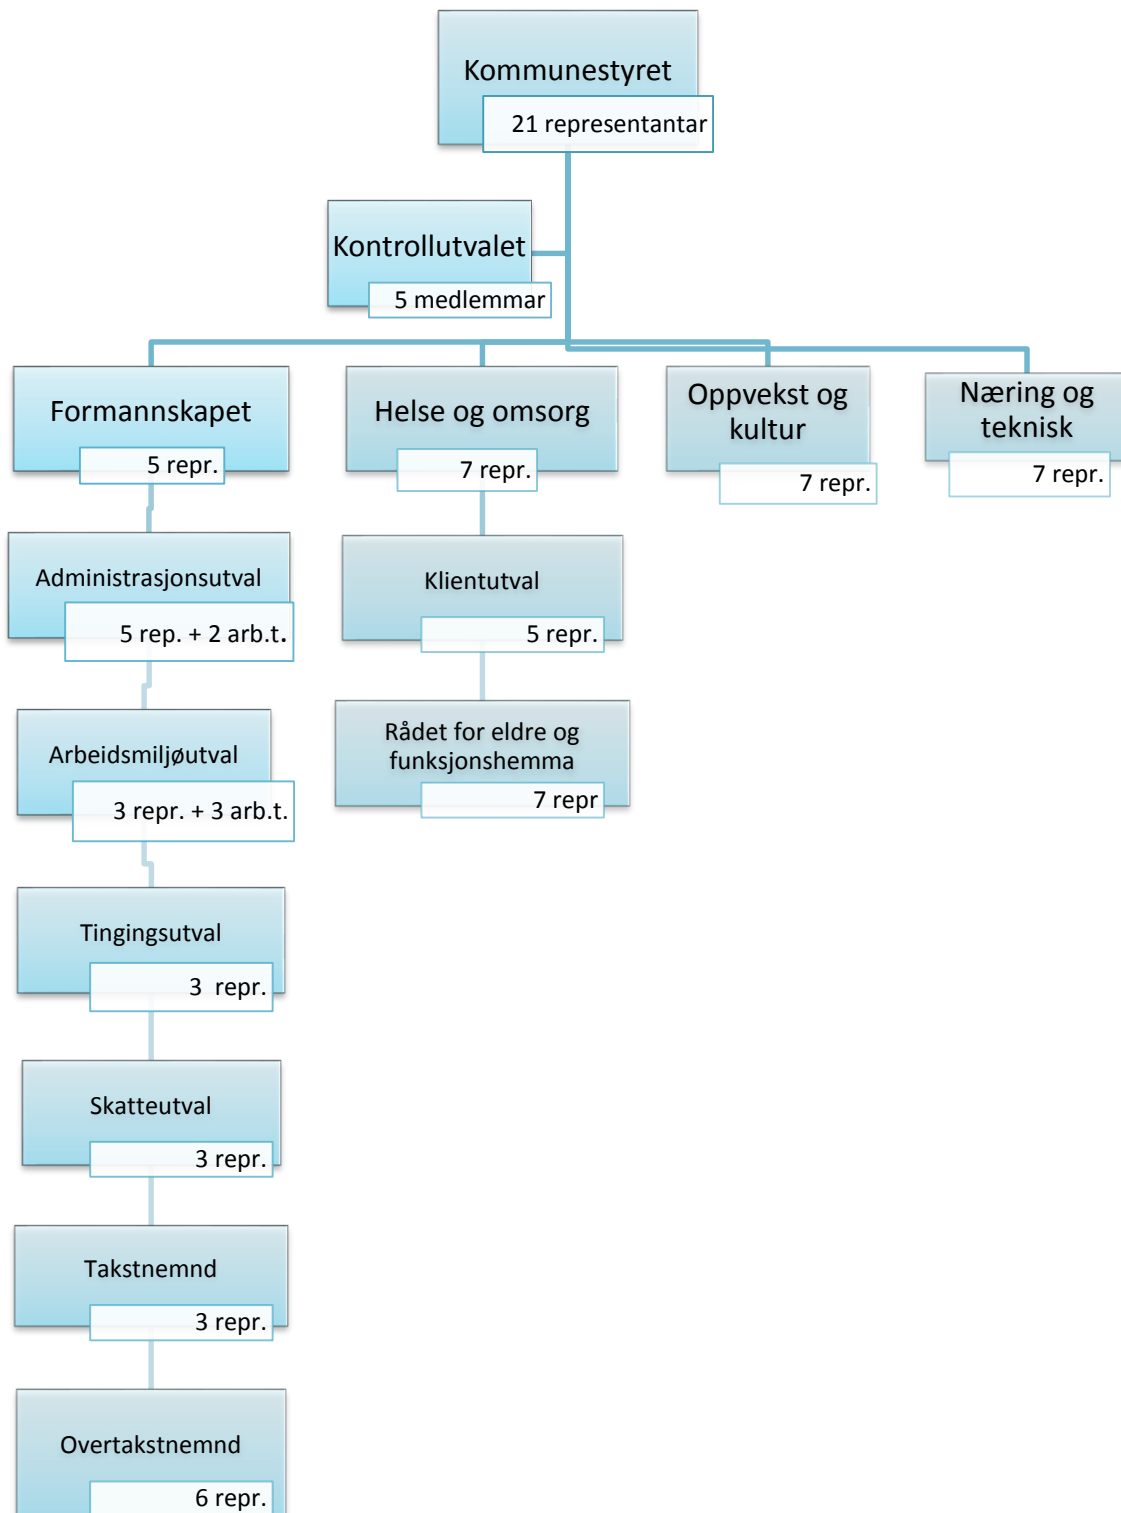 Kommunestyret
21 representantar
Kontrollutvalet
5 medlemmar
Formannskapet
5 repr.
Helse og omsorg
7 repr.
Oppvekst og
kultur
7 repr.
Næring og
teknisk
7 repr.
Administrasjonsutval
5 rep. + 2 arb.t.
Klientutval
5 repr.
Arbeidsmiljøutval
3 repr. + 3 arb.t.
Rådet for eldre og
funksjonshemma
7 repr
Tingingsutval
3 repr.
Skatteutval
3 repr.
Takstnemnd
3 repr.
Overtakstnemnd
6 repr.